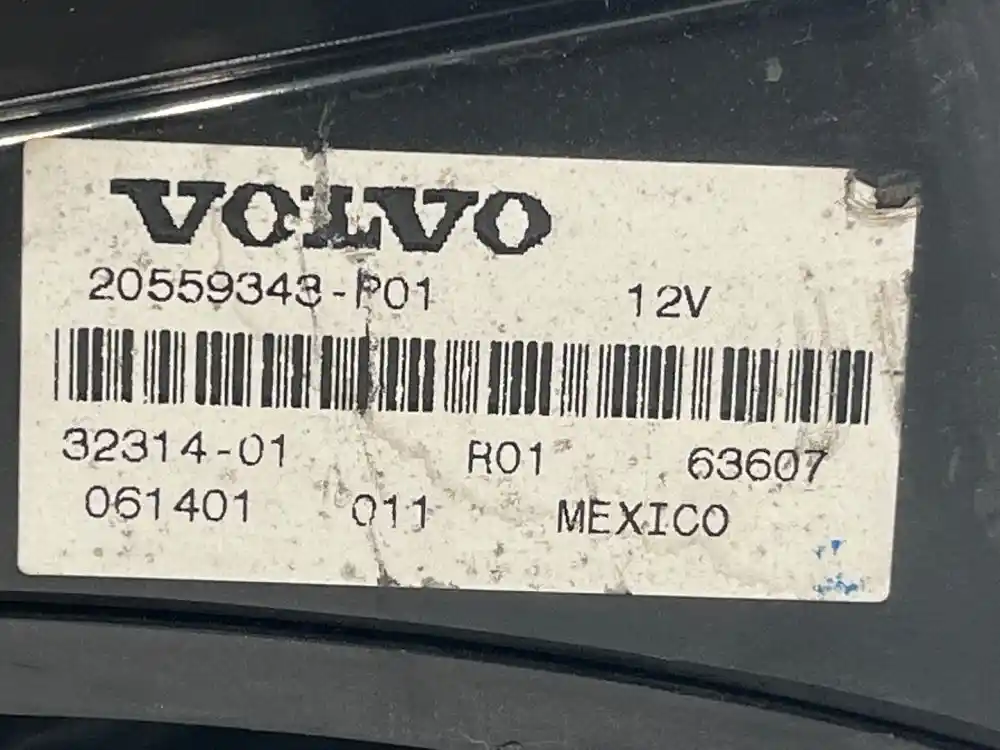 VOLVO
20559343-P01 12V
32314-01 R01 63607
061401 011 MEXICO